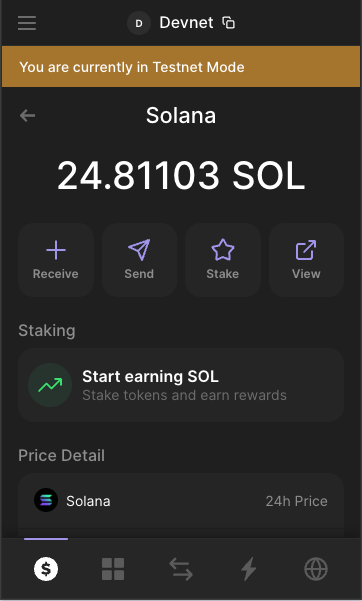 D Devnet
You are currently in Testnet Mode
Solana
24.81103 SOL
Receive Send Stake View
Staking
Start earning SOL
Stake tokens and earn rewards
Price Detail
Solana 24h Price
$